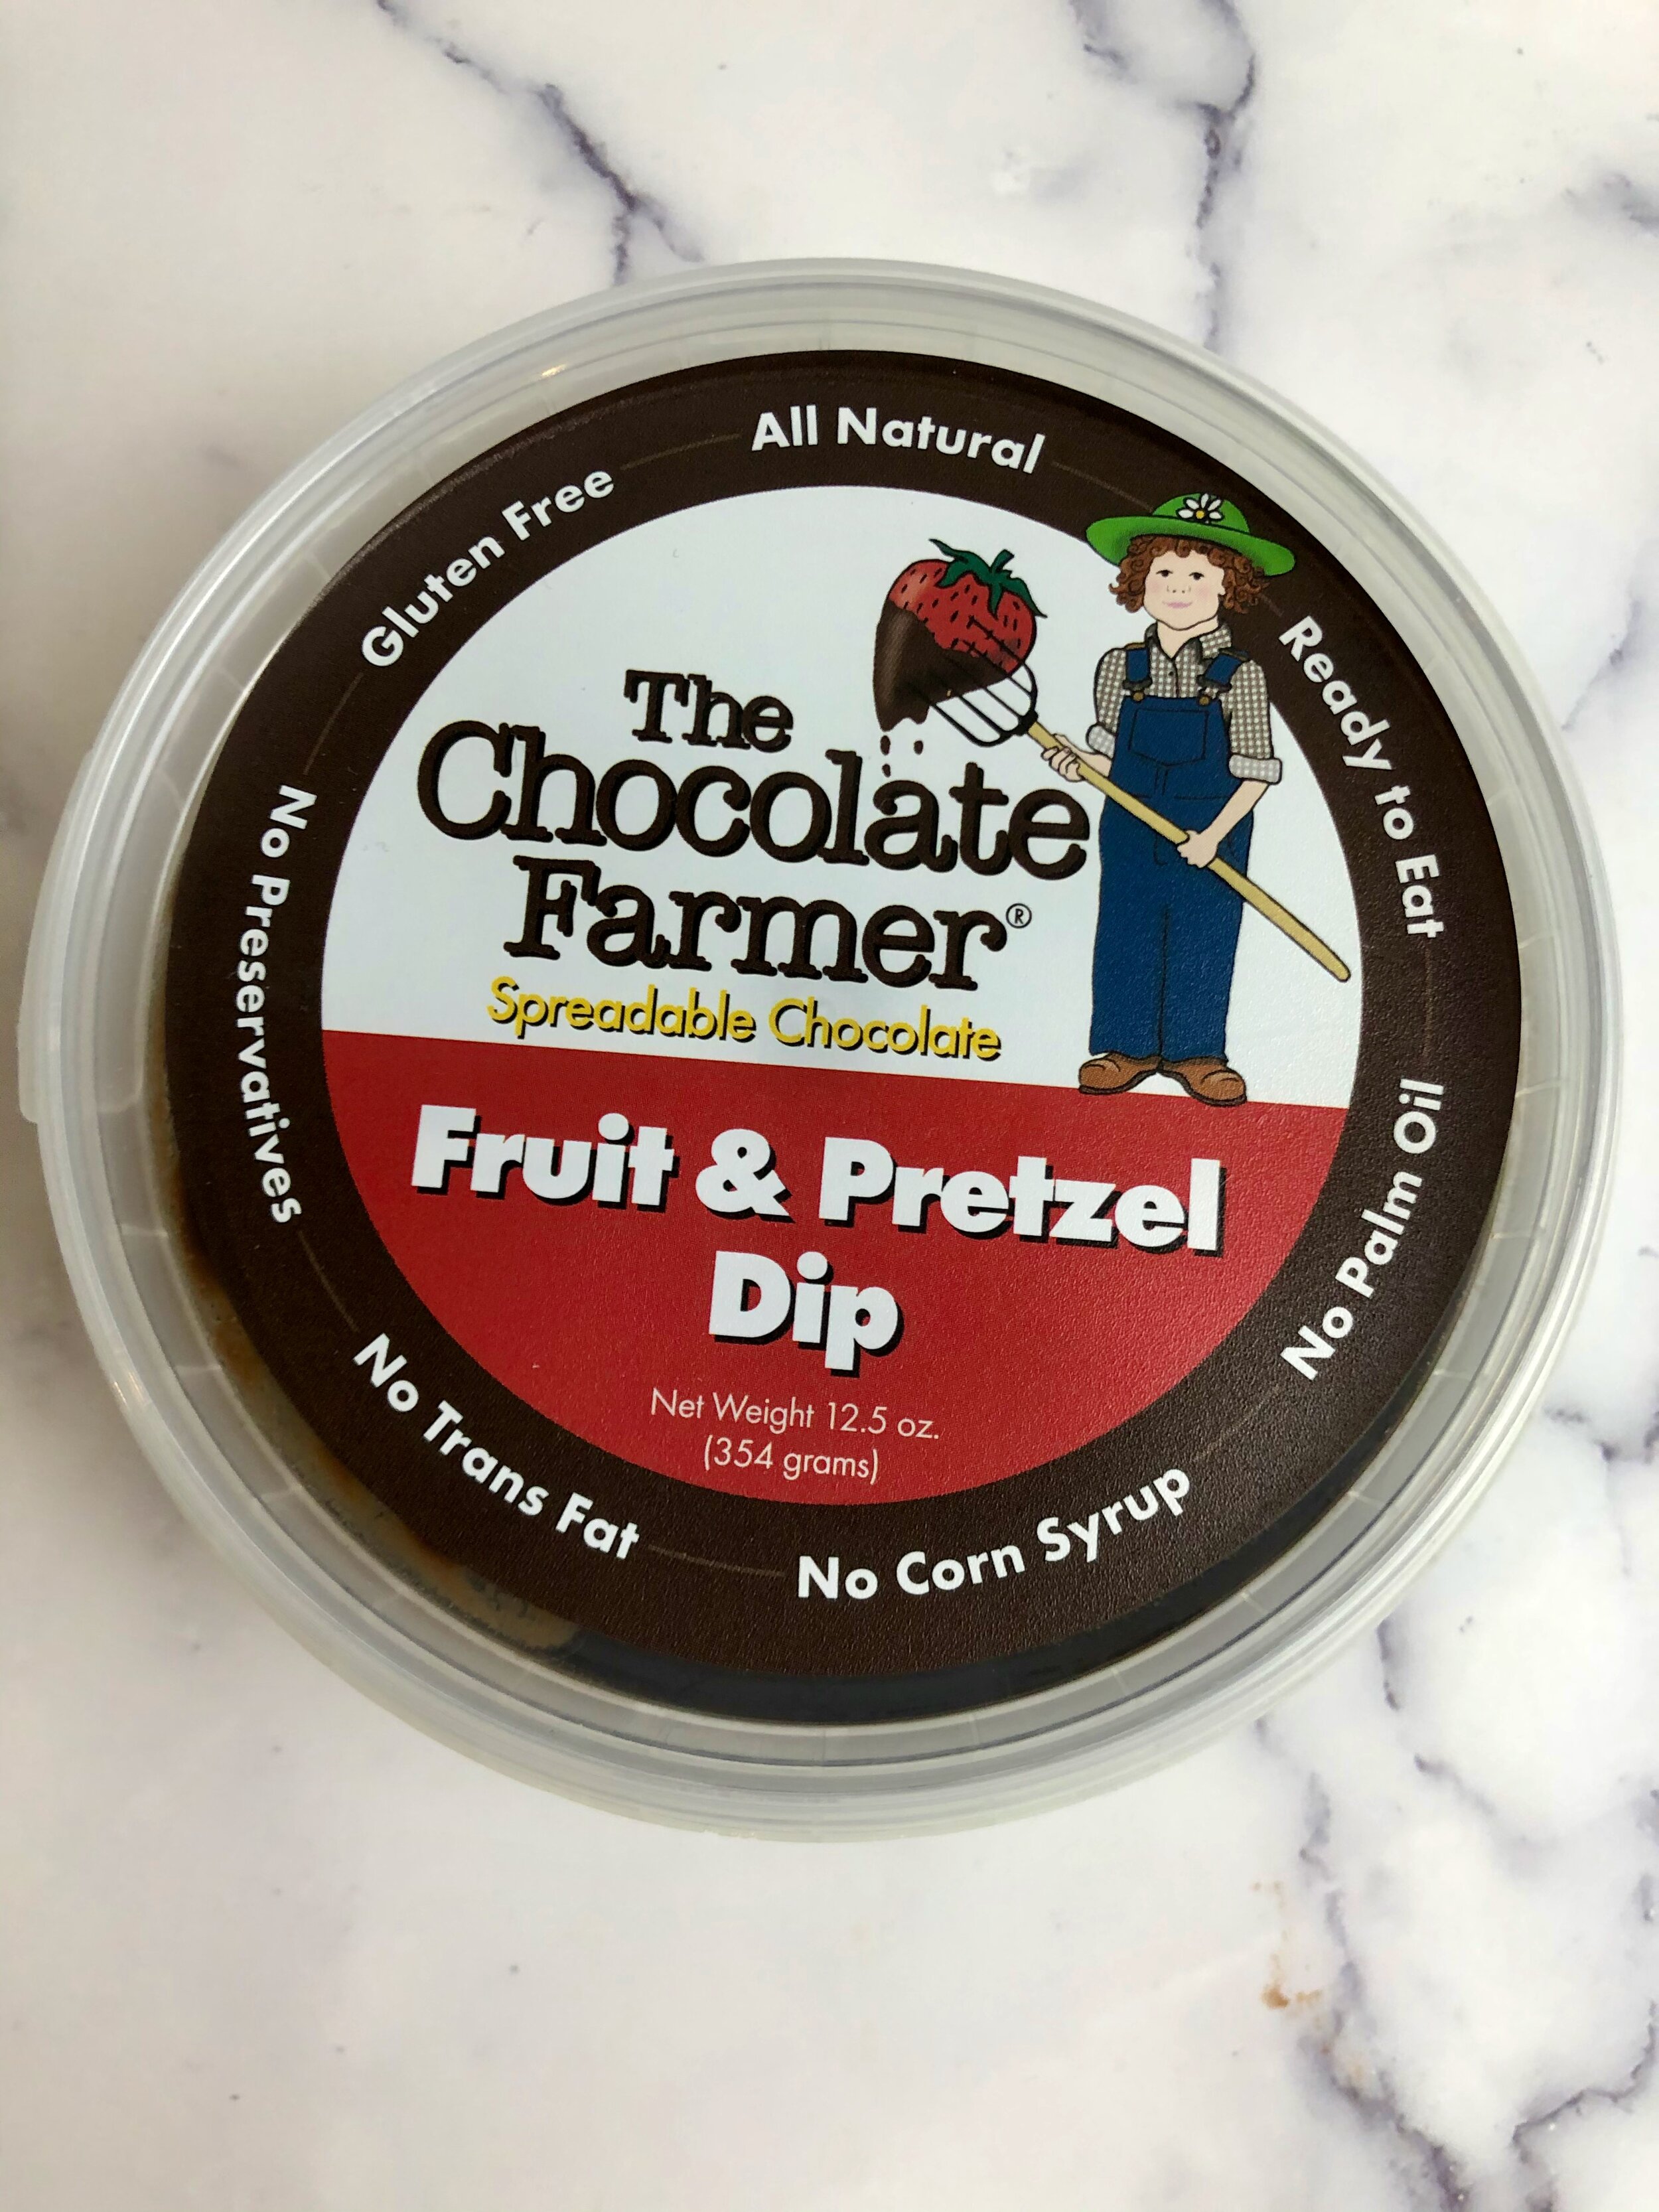 All Natural
Ready to Eat
No Palm Oil
No Corn Syrup
No Trans Fat
No Preservatives
Gluten Free
The
Chocolate
Farmer®
Spreadable Chocolate
Fruit & Pretzel
Dip
Net Weight 12.5 oz.
(354 grams)